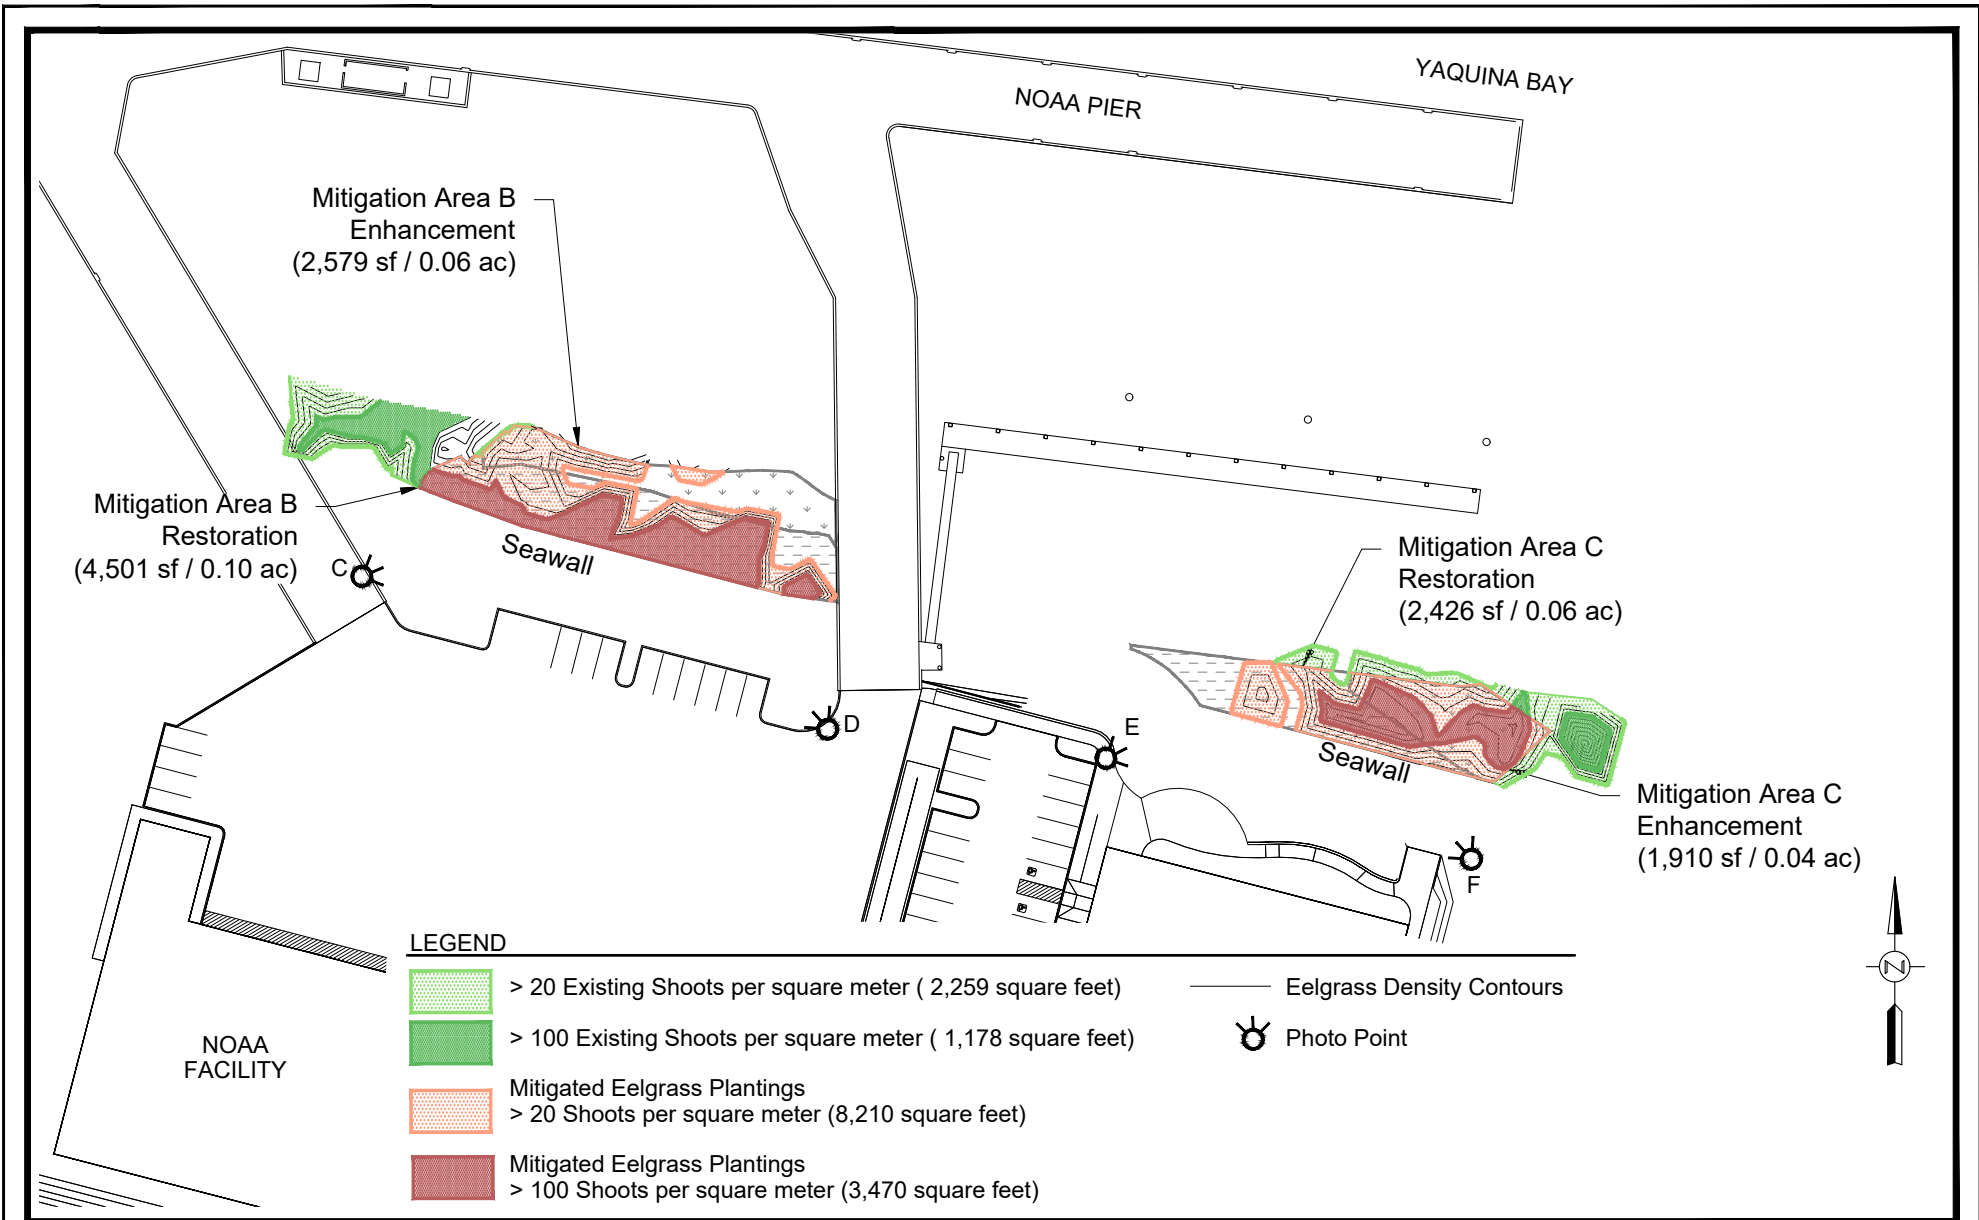 YAQUINA BAY
NOAA PIER
Mitigation Area B
Enhancement
(2,579 sf / 0.06 ac)
Mitigation Area B
Restoration
(4,501 sf / 0.10 ac)
C
Seawall
D
E
Mitigation Area C
Restoration
(2,426 sf / 0.06 ac)
Seawall
Mitigation Area C
Enhancement
(1,910 sf / 0.04 ac)
F
N
NOAA
FACILITY
LEGEND
> 20 Existing Shoots per square meter ( 2,259 square feet)
> 100 Existing Shoots per square meter ( 1,178 square feet)
Mitigated Eelgrass Plantings
> 20 Shoots per square meter (8,210 square feet)
Mitigated Eelgrass Plantings
> 100 Shoots per square meter (3,470 square feet)
Eelgrass Density Contours
Photo Point